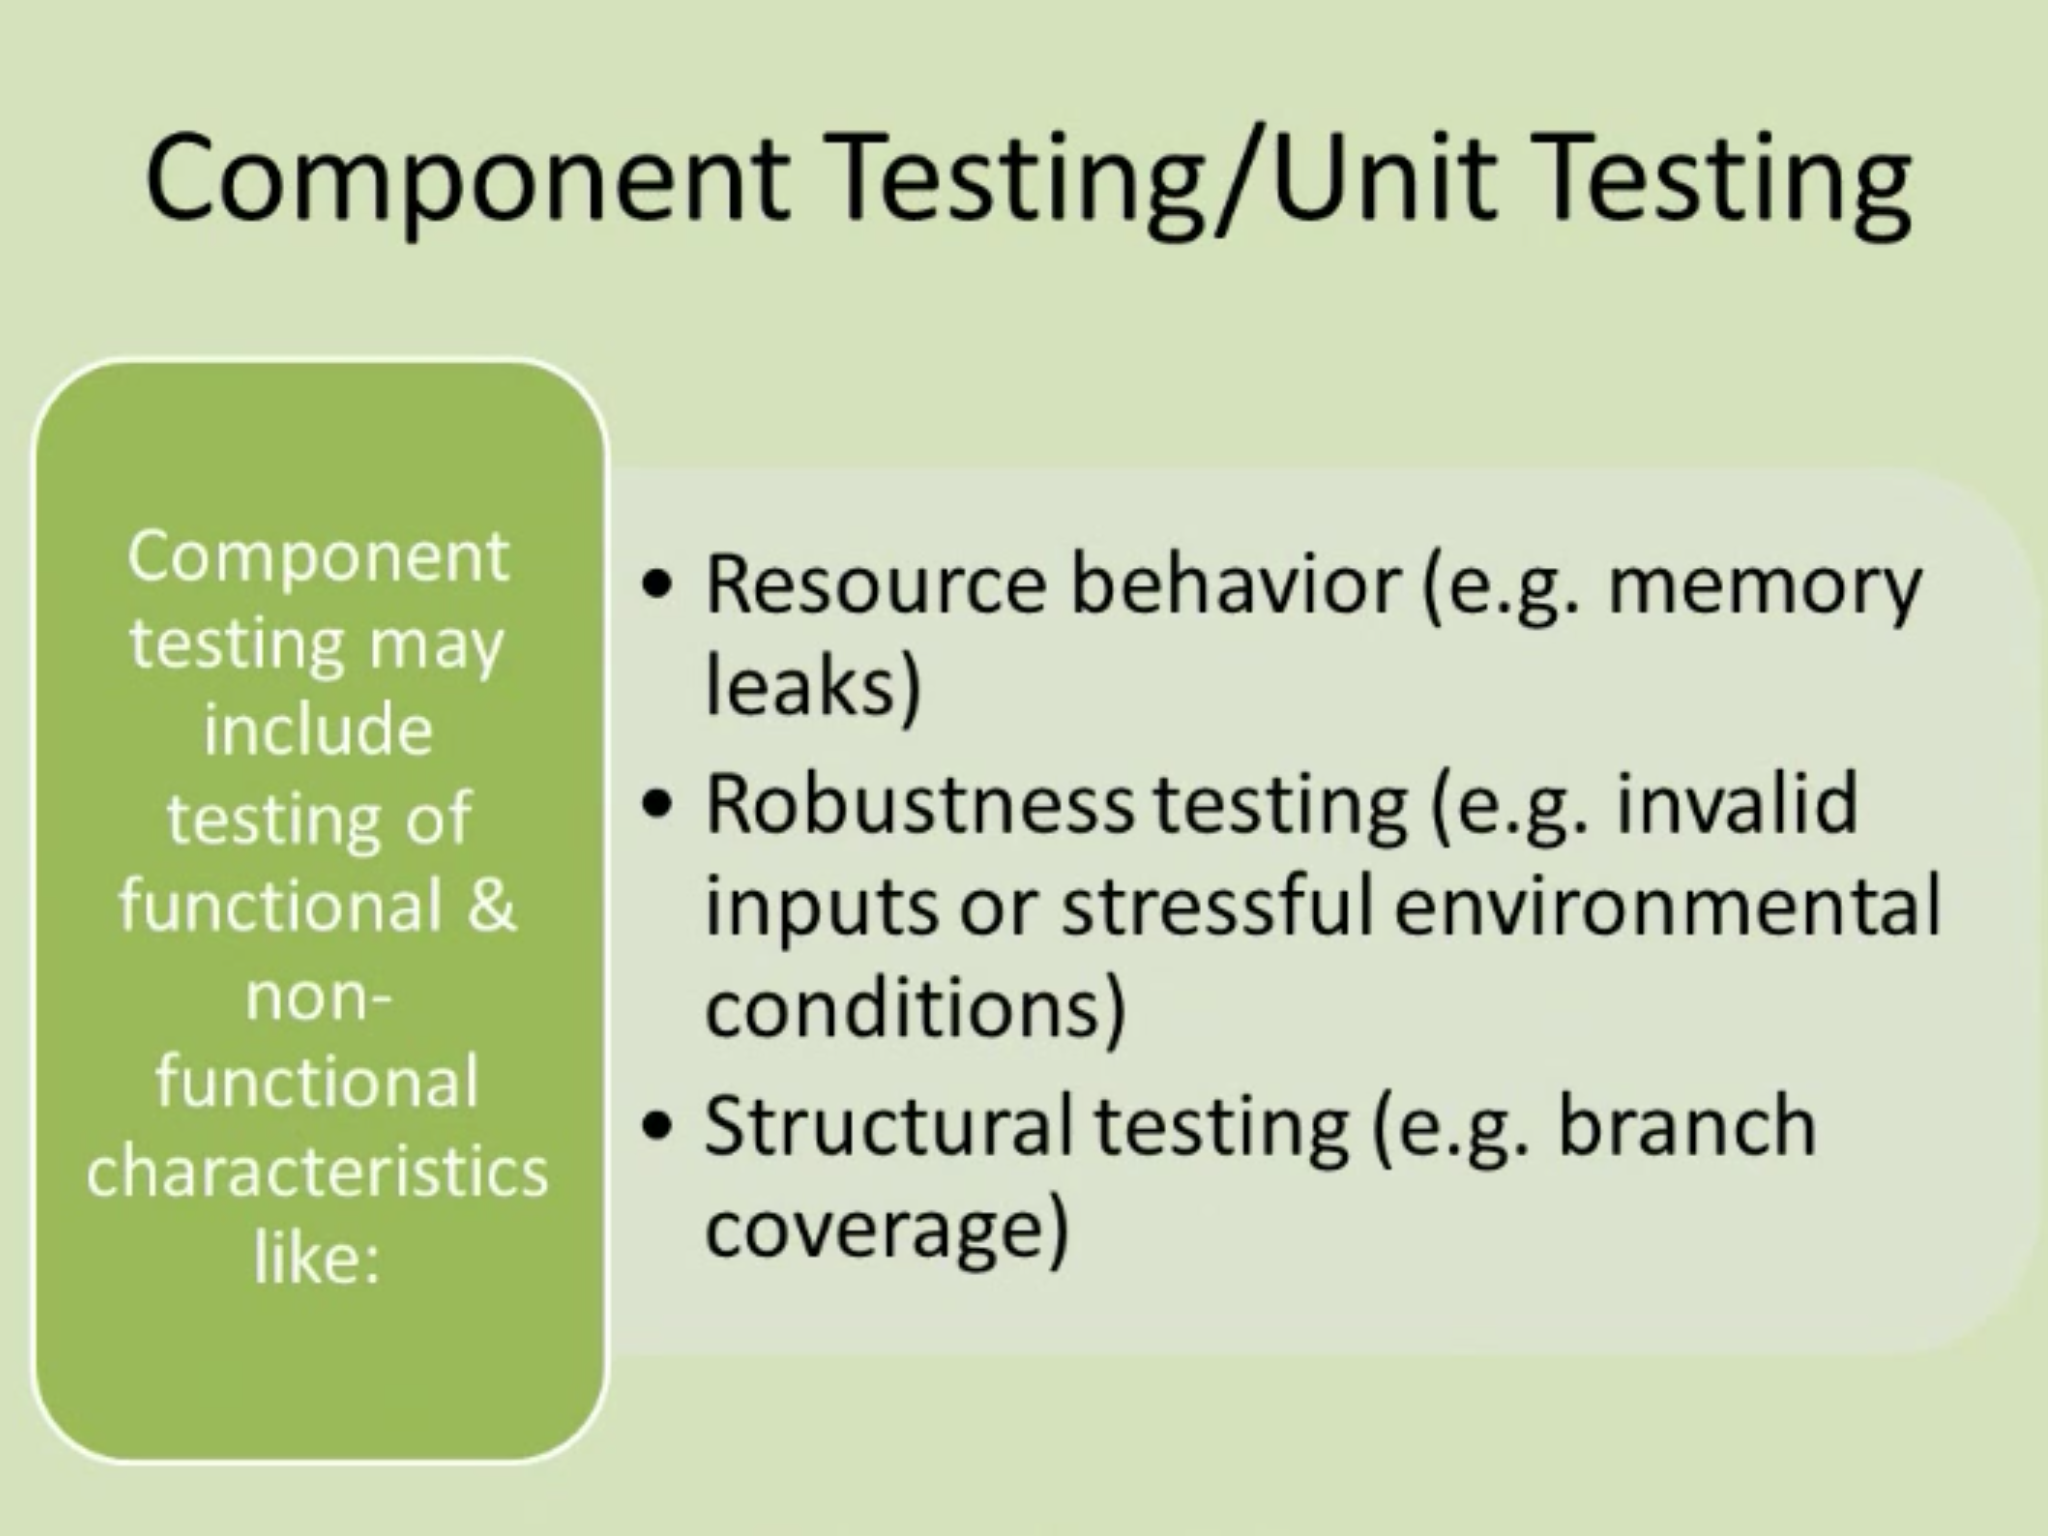 Component Testing/Unit Testing
Component
testing may
include
testing of
functional &
non-
functional
characteristics
like:
• Resource behavior (e.g. memory
leaks)
• Robustness testing (e.g. invalid
inputs or stressful environmental
conditions)
• Structural testing (e.g. branch
coverage)